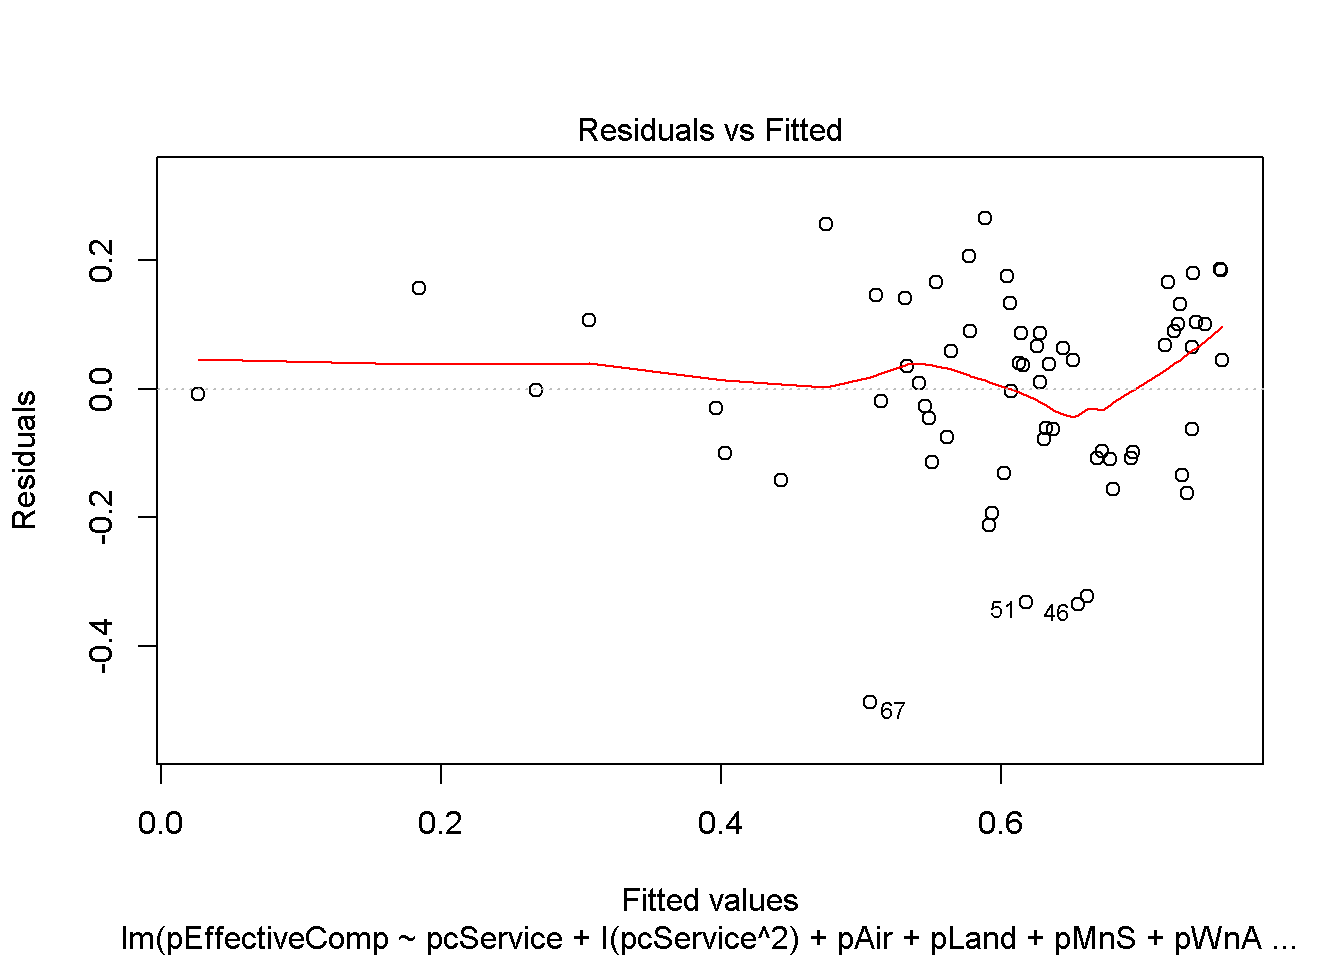 Residuals vs Fitted
Residuals
0.2
0.0
-0.2
-0.4
51
46
67
0.0 0.2 0.4 0.6
Fitted values
lm(pEffectiveComp ~ pcService + I(pcService^2) + pAir + pLand + pMnS + pWnA ...